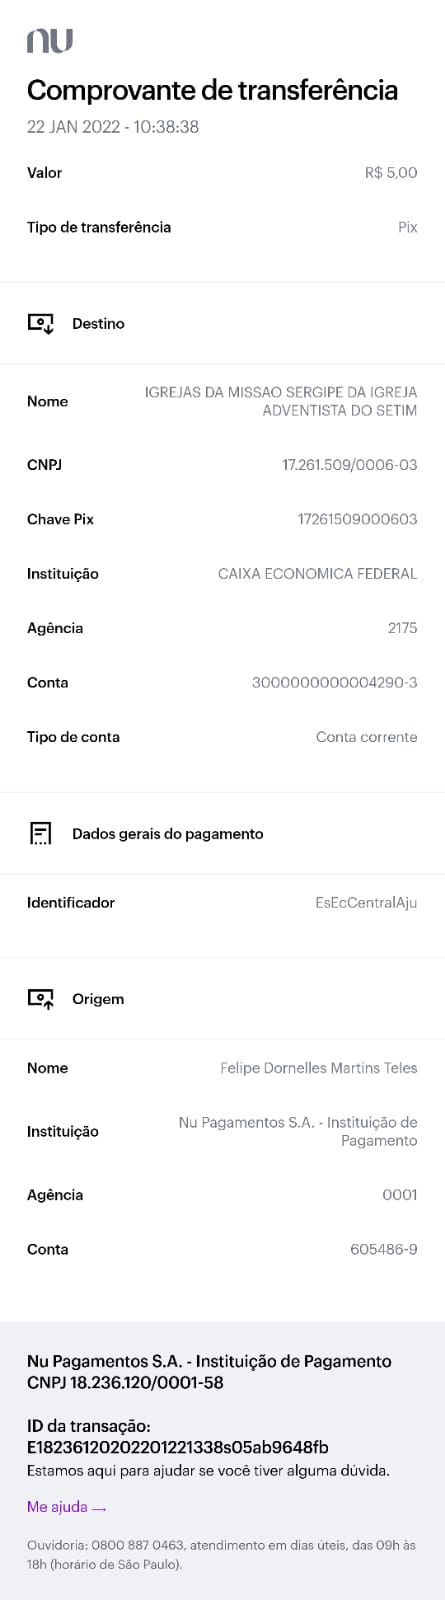 nu
Comprovante de transferência
22 JAN 2022 - 10:38:38
Valor R$ 5,00
Tipo de transferência Pix
Destino
Nome IGREJAS DA MISSAO SERGIPE DA IGREJA
ADVENTISTA DO SETIM
CNPJ 17.261.509/0006-03
Chave Pix 17261509000603
Instituição CAIXA ECONOMICA FEDERAL
Agência 2175
Conta 3000000000004290-3
Tipo de conta Conta corrente
Dados gerais do pagamento
Identificador EsEcCentralAju
Origem
Nome Felipe Dornelles Martins Teles
Instituição Nu Pagamentos S.A. - Instituição de
Pagamento
Agência 0001
Conta 605486-9
Nu Pagamentos S.A. - Instituição de Pagamento
CNPJ 18.236.120/0001-58
ID da transação:
E18236120202201221338s05ab9648fb
Estamos aqui para ajudar se você tiver alguma dúvida.
Me ajuda →
Ouvidoria: 0800 887 0463, atendimento em dias úteis, das 09h às
18h (horário de São Paulo).